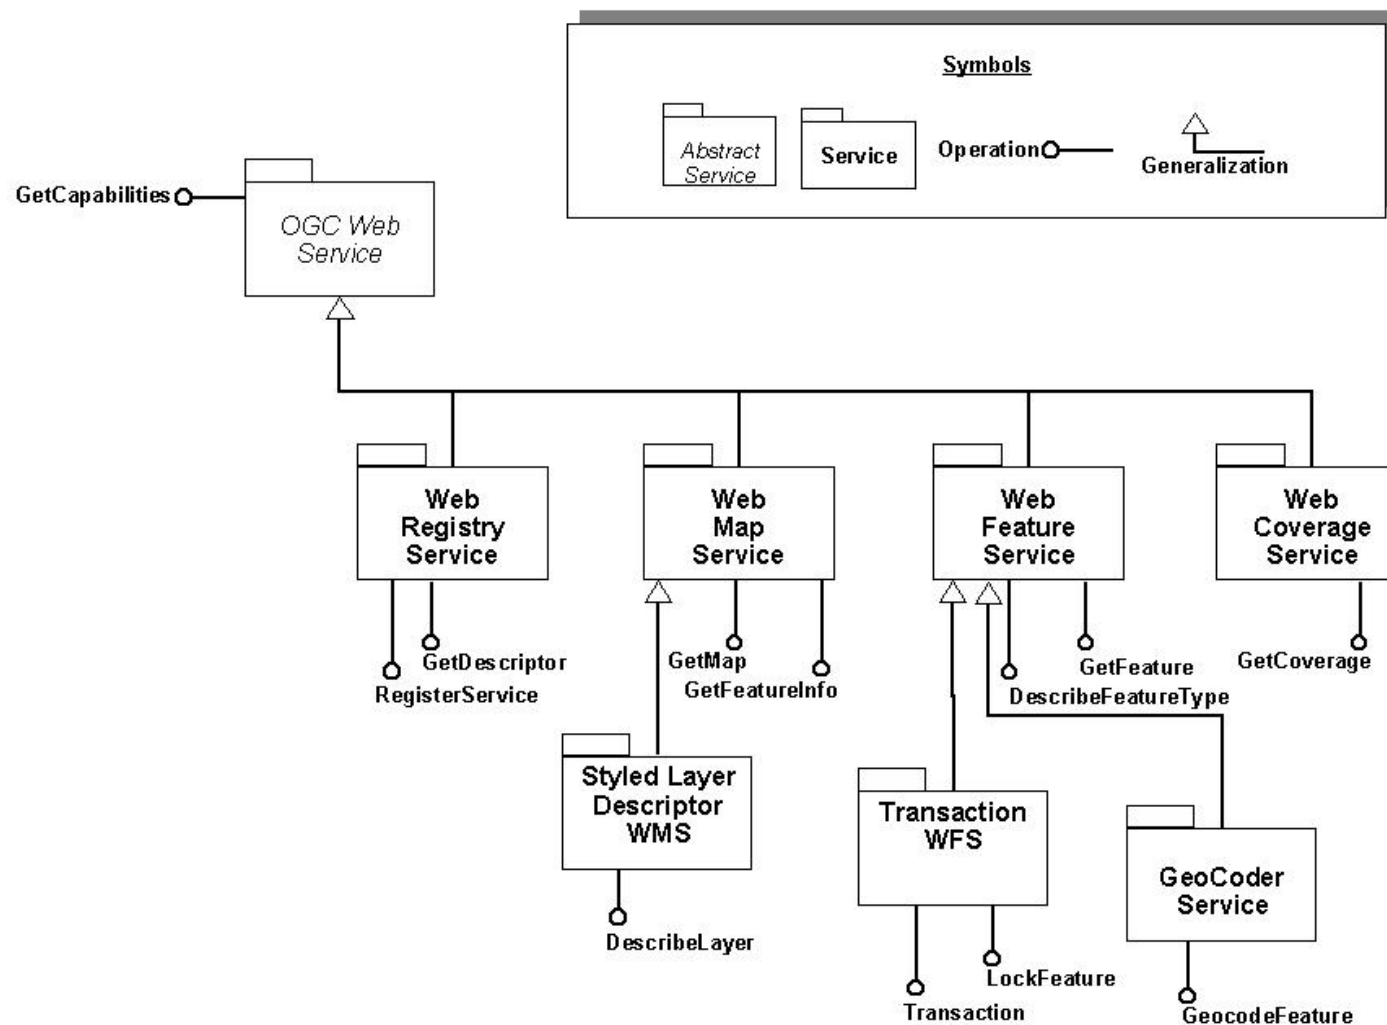 Symbols
Abstract
Service
Service
Operation
Generalization
GetCapabilities
OGC Web
Service
Web
Registry
Service
Web
Map
Service
Web
Feature
Service
Web
Coverage
Service
GetDescriptor
RegisterService
GetMap
GetFeatureInfo
GetFeature
DescribeFeatureType
GetCoverage
Styled Layer
Descriptor
WMS
Transaction
WFS
GeoCoder
Service
DescribeLayer
LockFeature
Transaction
GeocodeFeature